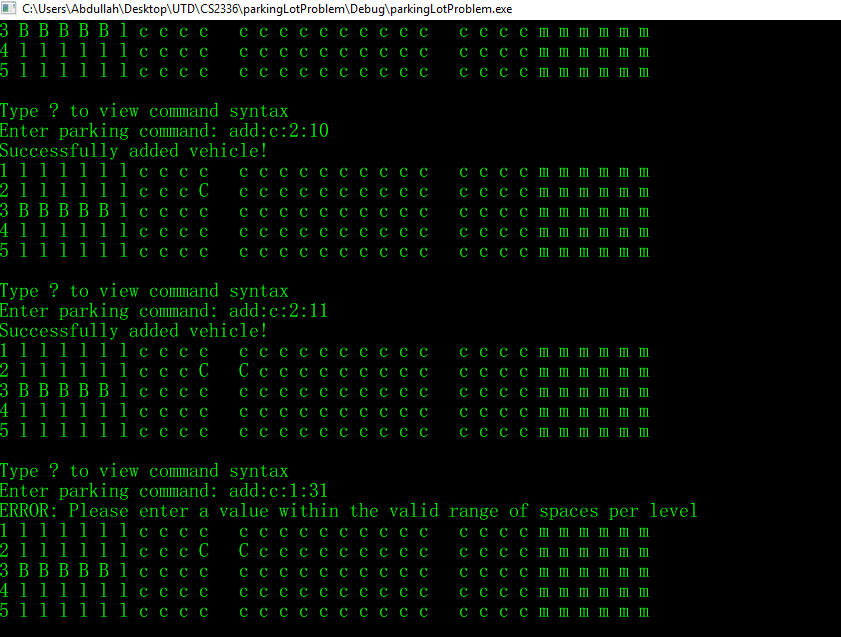 C:\Users\Abdullah\Desktop\UTD\CS2336\parkingLotProblem\Debug\parkingLotProblem.exe
3 B B B B B l c c c c   c c c c c c c c c c   c c c c m m m m m m
4 l l l l l l c c c c   c c c c c c c c c c   c c c c m m m m m m
5 l l l l l l c c c c   c c c c c c c c c c   c c c c m m m m m m
Type ? to view command syntax
Enter parking command: add:c:2:10
Successfully added vehicle!
1 l l l l l l c c c c   c c c c c c c c c c   c c c c m m m m m m
2 l l l l l l c c c C   c c c c c c c c c c   c c c c m m m m m m
3 B B B B B l c c c c   c c c c c c c c c c   c c c c m m m m m m
4 l l l l l l c c c c   c c c c c c c c c c   c c c c m m m m m m
5 l l l l l l c c c c   c c c c c c c c c c   c c c c m m m m m m
Type ? to view command syntax
Enter parking command: add:c:2:11
Successfully added vehicle!
1 l l l l l l c c c c   c c c c c c c c c c   c c c c m m m m m m
2 l l l l l l c c c C   C c c c c c c c c c   c c c c m m m m m m
3 B B B B B l c c c c   c c c c c c c c c c   c c c c m m m m m m
4 l l l l l l c c c c   c c c c c c c c c c   c c c c m m m m m m
5 l l l l l l c c c c   c c c c c c c c c c   c c c c m m m m m m
Type ? to view command syntax
Enter parking command: add:c:1:31
ERROR: Please enter a value within the valid range of spaces per level
1 l l l l l l c c c c   c c c c c c c c c c   c c c c m m m m m m
2 l l l l l l c c c C   C c c c c c c c c c   c c c c m m m m m m
3 B B B B B l c c c c   c c c c c c c c c c   c c c c m m m m m m
4 l l l l l l c c c c   c c c c c c c c c c   c c c c m m m m m m
5 l l l l l l c c c c   c c c c c c c c c c   c c c c m m m m m m